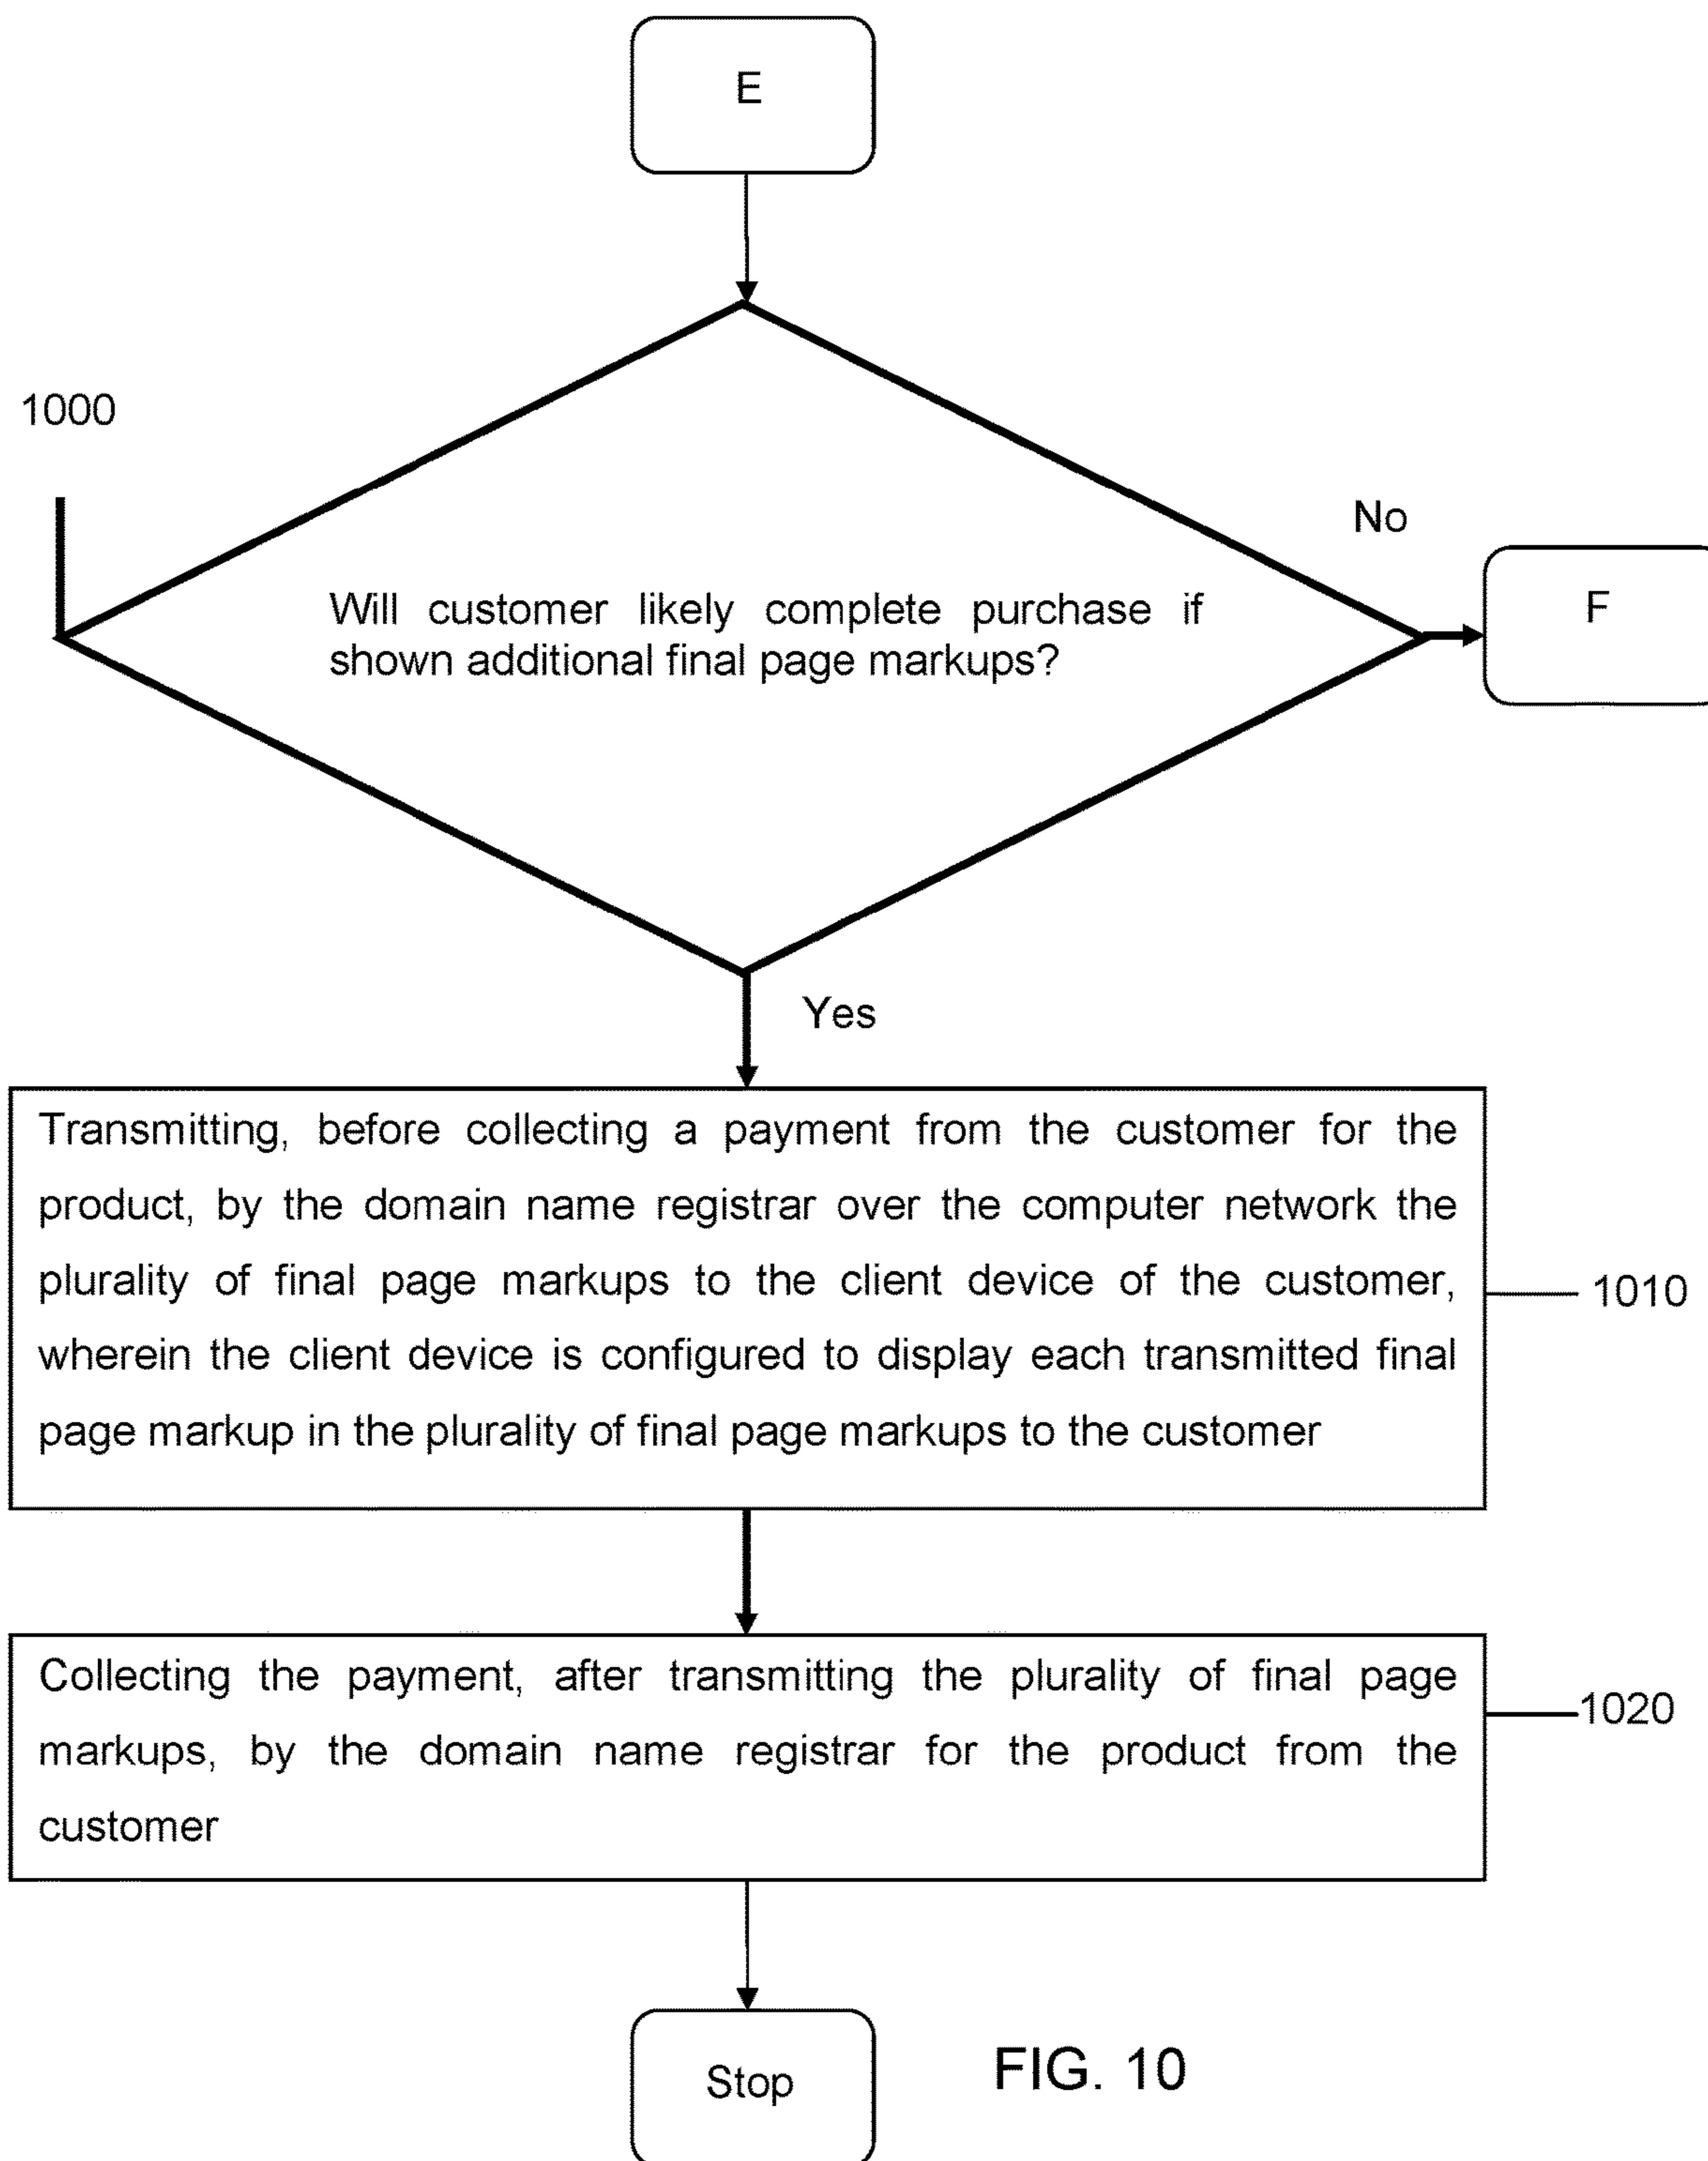 E
1000
No
Will customer likely complete purchase if
shown additional final page markups?
F
Yes
Transmitting, before collecting a payment from the customer for the
product, by the domain name registrar over the computer network the
plurality of final page markups to the client device of the customer,
wherein the client device is configured to display each transmitted final
page markup in the plurality of final page markups to the customer
1010
Collecting the payment, after transmitting the plurality of final page
markups, by the domain name registrar for the product from the
customer
1020
Stop
FIG. 10